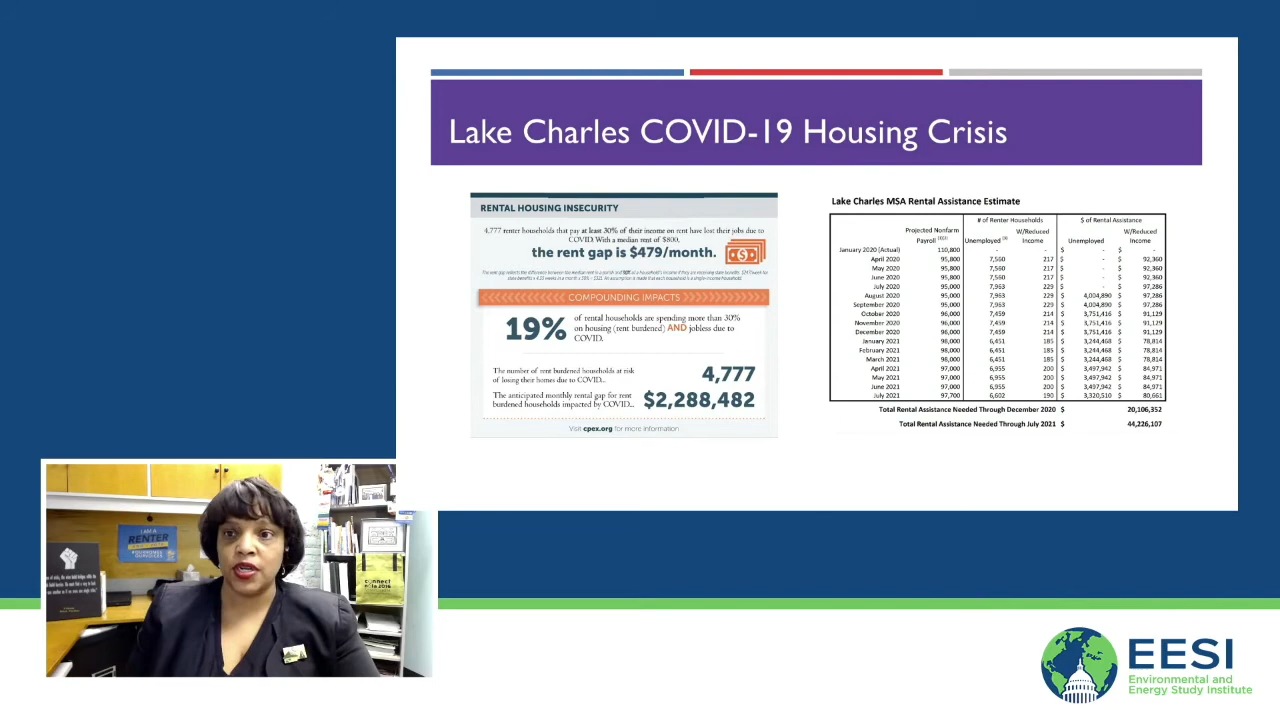 Lake Charles COVID-19 Housing Crisis
RENTAL HOUSING INSECURITY
4,777 renter households that pay at least 30% of their income on rent have lost their jobs due to
COVID. With a median rent of $800,
the rent gap is $479/month.
COMPOUNDING IMPACTS
19%
of rental households are spending more than 30%
on housing (rent burdened) AND jobless due to
COVID.
The number of rent burdened households at risk
of losing their homes due to COVID...
4,777
The anticipated monthly rental gap for rent
burdened households impacted by COVID...
$2,288,482
Visit cpex.org for more information
Lake Charles MSA Rental Assistance Estimate
# of Renter Households $ of Rental Assistance
Projected Nonfarm W/Reduced W/Reduced
Payroll Unemployed Income Unemployed Income
January 2020 (Actual) 110,800 - - $ - $ -
April 2020 95,800 7,560 217 $ - $ 92,360
May 2020 95,800 7,560 217 $ - $ 92,360
June 2020 95,800 7,560 217 $ - $ 92,360
July 2020 95,000 7,963 229 $ - $ 97,286
August 2020 95,000 7,963 229 $ 4,004,890 $ 97,286
September 2020 95,000 7,963 229 $ 4,004,890 $ 97,286
October 2020 96,000 7,459 214 $ 3,751,416 $ 91,129
November 2020 96,000 7,459 214 $ 3,751,416 $ 91,129
December 2020 96,000 7,459 214 $ 3,751,416 $ 91,129
January 2021 98,000 6,451 185 $ 3,244,468 $ 78,814
February 2021 98,000 6,451 185 $ 3,244,468 $ 78,814
March 2021 98,000 6,451 185 $ 3,244,468 $ 78,814
April 2021 97,000 6,955 200 $ 3,497,942 $ 84,971
May 2021 97,000 6,955 200 $ 3,497,942 $ 84,971
June 2021 97,000 6,955 200 $ 3,497,942 $ 84,971
July 2021 97,700 6,602 190 $ 3,320,510 $ 80,661
Total Rental Assistance Needed Through December 2020 $ 20,106,352
Total Rental Assistance Needed Through July 2021 $ 44,226,107
I AM A
RENTER
connect
nola 2016
EESI
Environmental and
Energy Study Institute